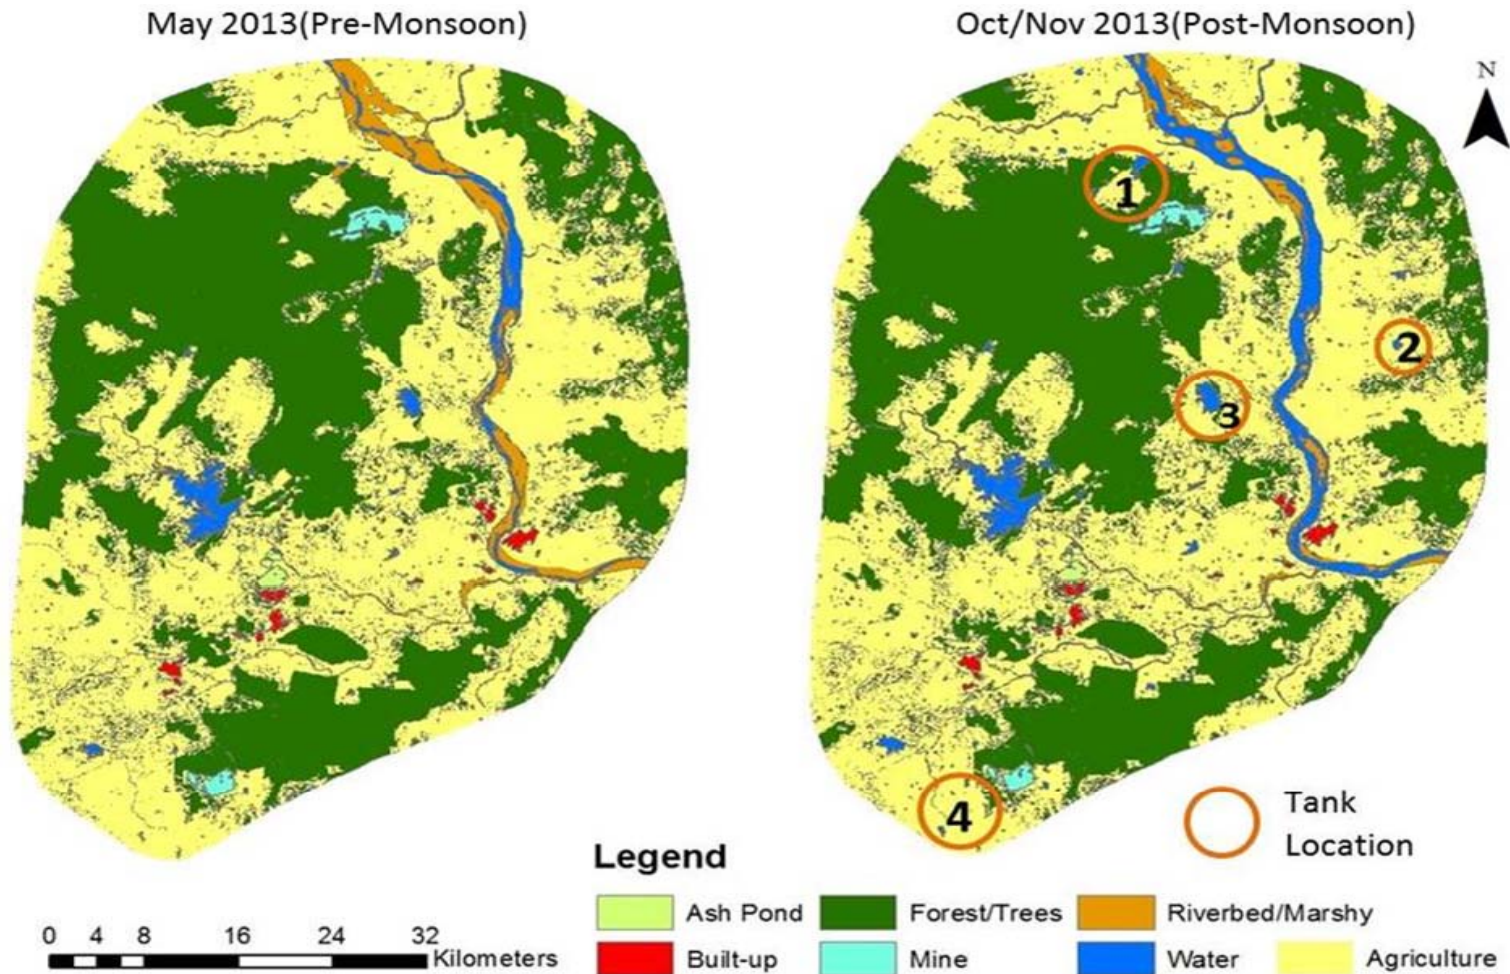 May 2013(Pre-Monsoon)
Oct/Nov 2013(Post-Monsoon)
N
1
2
3
4
Tank
Location
Legend
Ash Pond
Forest/Trees
Riverbed/Marshy
Built-up
Mine
Water
Agriculture
0 4 8 16 24 32
Kilometers